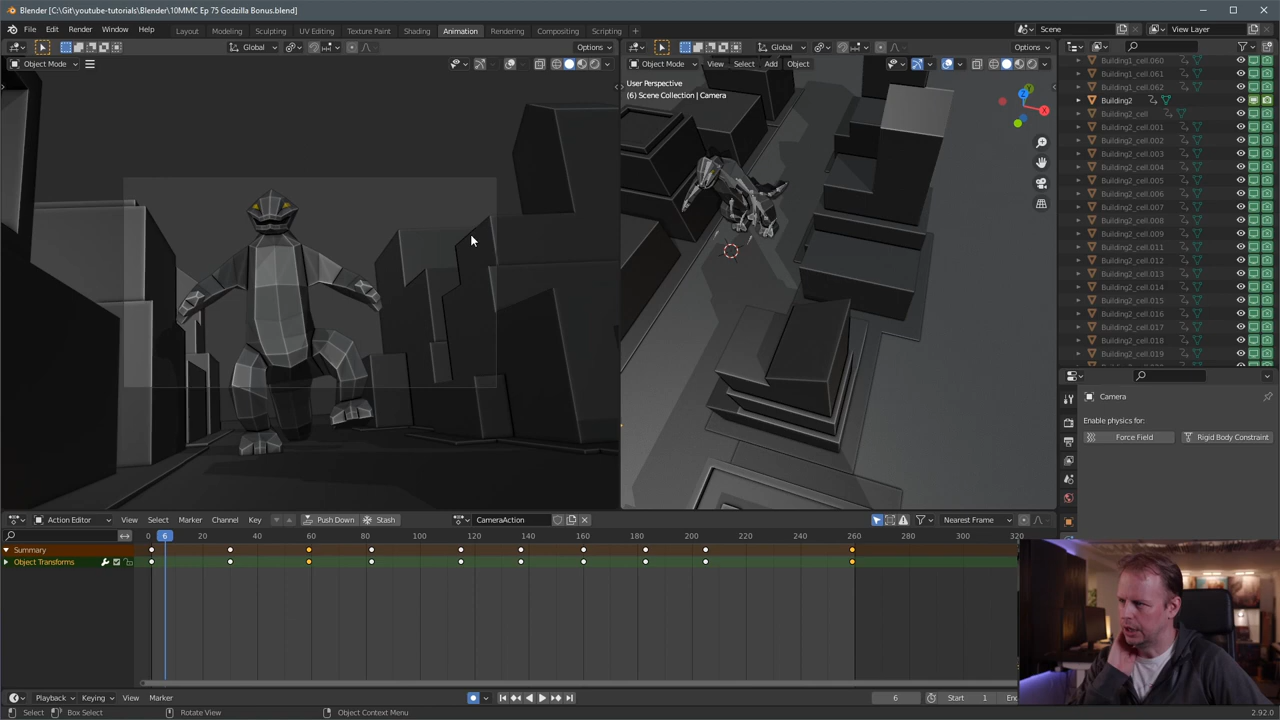 Blender [C:\Git\youtube-tutorials\Blender\10MMC Ep 75 Godzilla Bonus.blend]
File Edit Render Window Help Layout Modeling Sculpting UV Editing Texture Paint Shading Animation Rendering Compositing Scripting + Scene View Layer
Global Options Global Options
Object Mode Object Mode View Select Add Object
User Perspective
(6) Scene Collection | Camera
X
Z
Building1_cell.060
Building1_cell.061
Building1_cell.062
Building2
Building2_cell
Building2_cell.001
Building2_cell.002
Building2_cell.003
Building2_cell.004
Building2_cell.005
Building2_cell.006
Building2_cell.007
Building2_cell.008
Building2_cell.009
Building2_cell.011
Building2_cell.012
Building2_cell.013
Building2_cell.014
Building2_cell.015
Building2_cell.016
Building2_cell.017
Building2_cell.018
Building2_cell.019
Camera
Enable physics for:
Force Field Rigid Body Constraint
Action Editor View Select Marker Channel Key Push Down Stash CameraAction Nearest Frame
0 6 20 40 60 80 100 120 140 160 180 200 220 240 260 280 300 320
Summary
Object Transforms
Playback Keying View Marker 6 Start 1 End
Select Box Select Rotate View Object Context Menu 2.92.0